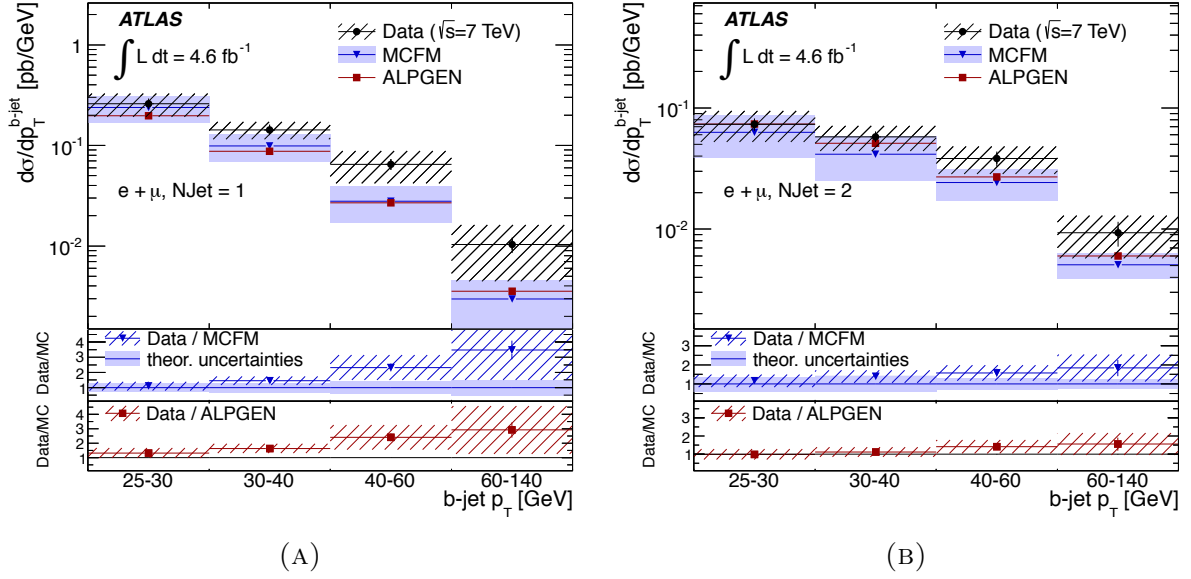 ATLAS
∫ L dt = 4.6 fb⁻¹
Data (√s=7 TeV)
MCFM
ALPGEN
e + μ, NJet = 1
dσ/dp_T^{b-jet} [pb/GeV]
1
10⁻¹
10⁻²
Data / MCFM
theor. uncertainties
Data/MC
4
3
2
1
Data / ALPGEN
Data/MC
4
3
2
1
25-30 30-40 40-60 60-140
b-jet p_T [GeV]
(A)
ATLAS
∫ L dt = 4.6 fb⁻¹
Data (√s=7 TeV)
MCFM
ALPGEN
e + μ, NJet = 2
dσ/dp_T^{b-jet} [pb/GeV]
10⁻¹
10⁻²
Data / MCFM
theor. uncertainties
Data/MC
3
2
1
Data / ALPGEN
Data/MC
3
2
1
25-30 30-40 40-60 60-140
b-jet p_T [GeV]
(B)